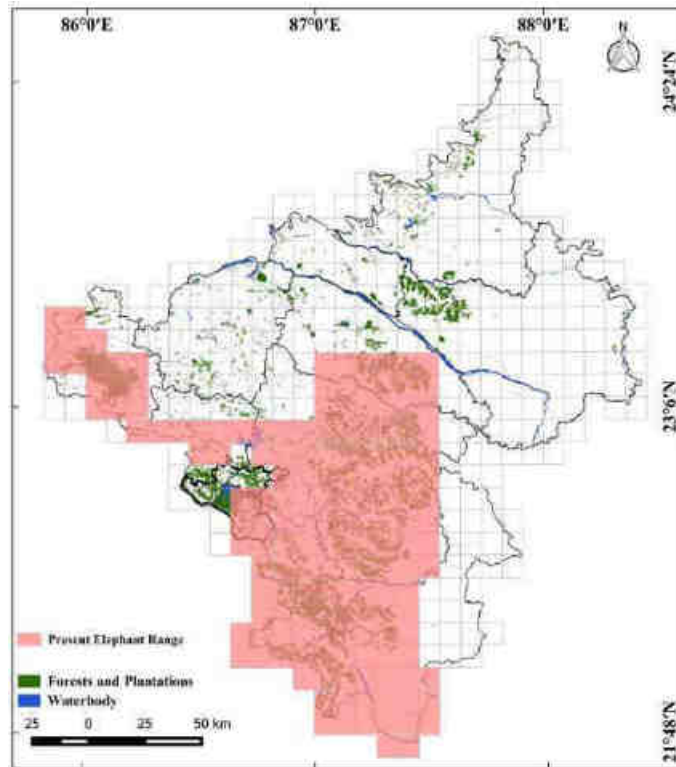 86°0'E 87°0'E 88°0'E
N
24°24'N
23°6'N
21°48'N
Present Elephant Range
Forests and Plantations
Waterbody
25 0 25 50 km